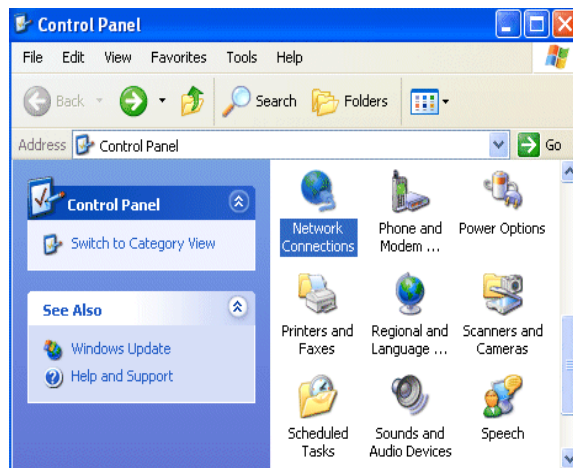 Control Panel
File Edit View Favorites Tools Help
Back Search Folders
Address Control Panel Go
Control Panel
Switch to Category View
See Also
Windows Update
Help and Support
Network
Connections
Phone and
Modem ...
Power Options
Printers and
Faxes
Regional and
Language ...
Scanners and
Cameras
Scheduled
Tasks
Sounds and
Audio Devices
Speech